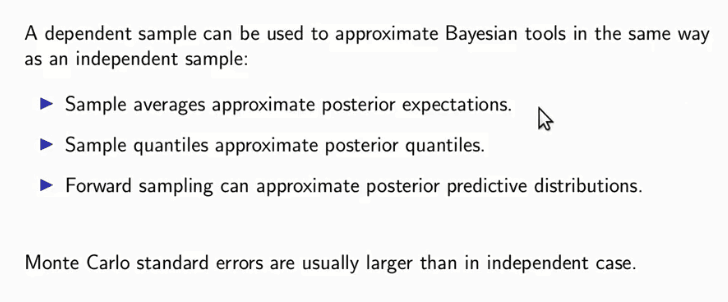 A dependent sample can be used to approximate Bayesian tools in the same way
as an independent sample:
▶ Sample averages approximate posterior expectations.
▶ Sample quantiles approximate posterior quantiles.
▶ Forward sampling can approximate posterior predictive distributions.
Monte Carlo standard errors are usually larger than in independent case.